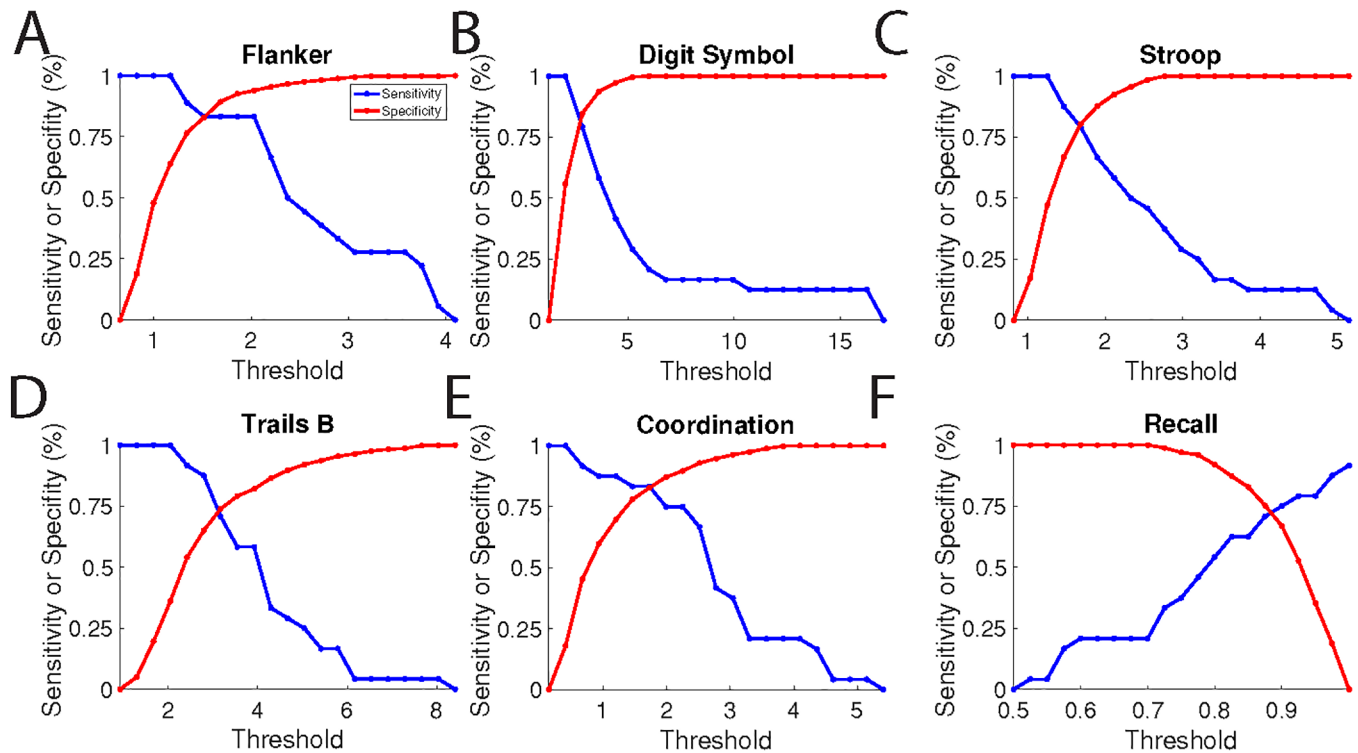 A
Flanker
Sensitivity or Specifity (%)
1
0.75
0.5
0.25
0
1
2
3
4
Threshold
Sensitivity
Specificity
B
Digit Symbol
Sensitivity or Specifity (%)
1
0.75
0.5
0.25
0
5
10
15
Threshold
C
Stroop
Sensitivity or Specifity (%)
1
0.75
0.5
0.25
0
1
2
3
4
5
Threshold
D
Trails B
Sensitivity or Specifity (%)
1
0.75
0.5
0.25
0
2
4
6
8
Threshold
E
Coordination
Sensitivity or Specifity (%)
1
0.75
0.5
0.25
0
1
2
3
4
5
Threshold
F
Recall
Sensitivity or Specifity (%)
1
0.75
0.5
0.25
0
0.5
0.6
0.7
0.8
0.9
Threshold